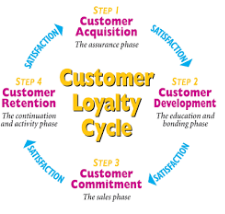 STEP 1
Customer
Acquisition
The assurance phase
SATISFACTION
SATISFACTION
STEP 4
Customer
Retention
The continuation
and activity phase
Customer
Loyalty
Cycle
STEP 2
Customer
Development
The education and
bonding phase
SATISFACTION
SATISFACTION
STEP 3
Customer
Commitment
The sales phase